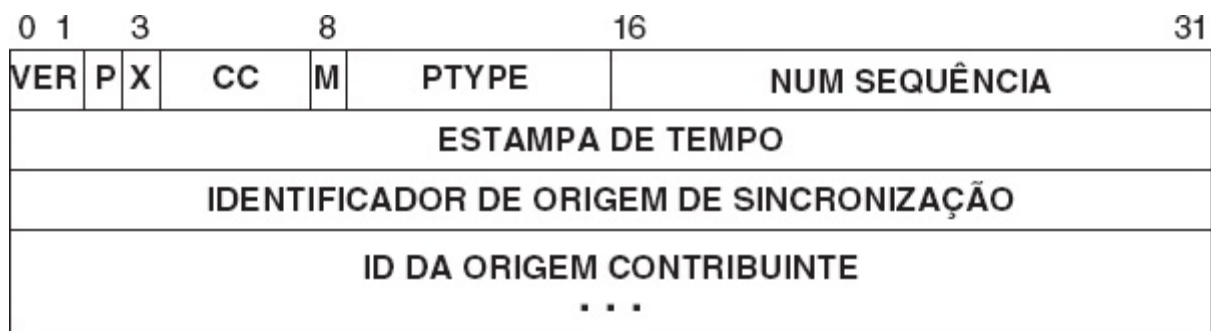 0 1 3 8 16 31
VER P X CC M PTYPE NUM SEQUÊNCIA
ESTAMPA DE TEMPO
IDENTIFICADOR DE ORIGEM DE SINCRONIZAÇÃO
ID DA ORIGEM CONTRIBUINTE
. . .